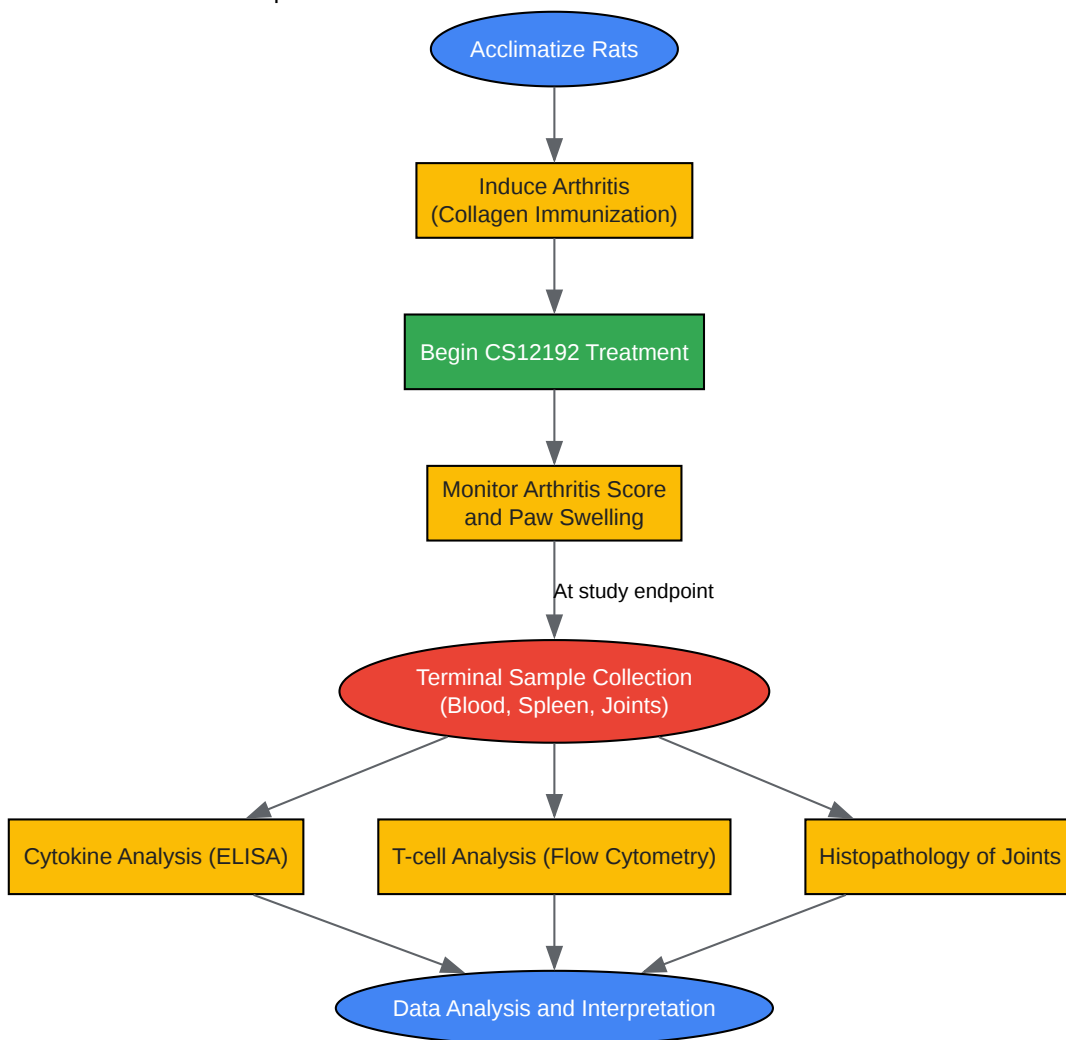 Acclimatize Rats
Induce Arthritis
(Collagen Immunization)
Begin CS12192 Treatment
Monitor Arthritis Score
and Paw Swelling
At study endpoint
Terminal Sample Collection
(Blood, Spleen, Joints)
Cytokine Analysis (ELISA)
T-cell Analysis (Flow Cytometry)
Histopathology of Joints
Data Analysis and Interpretation